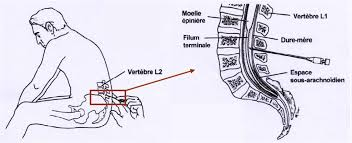 Vertèbre L2
Moelle
épinière
Filum
terminale
Vertèbre L1
Dure-mère
Espace
sous-arachnoïdien